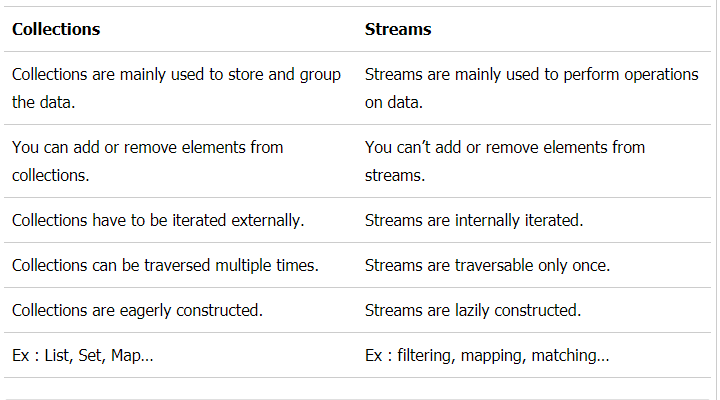 Collections Streams
Collections are mainly used to store and group
the data.
Streams are mainly used to perform operations
on data.
You can add or remove elements from
collections.
You can’t add or remove elements from
streams.
Collections have to be iterated externally.
Streams are internally iterated.
Collections can be traversed multiple times.
Streams are traversable only once.
Collections are eagerly constructed.
Streams are lazily constructed.
Ex : List, Set, Map…
Ex : filtering, mapping, matching…